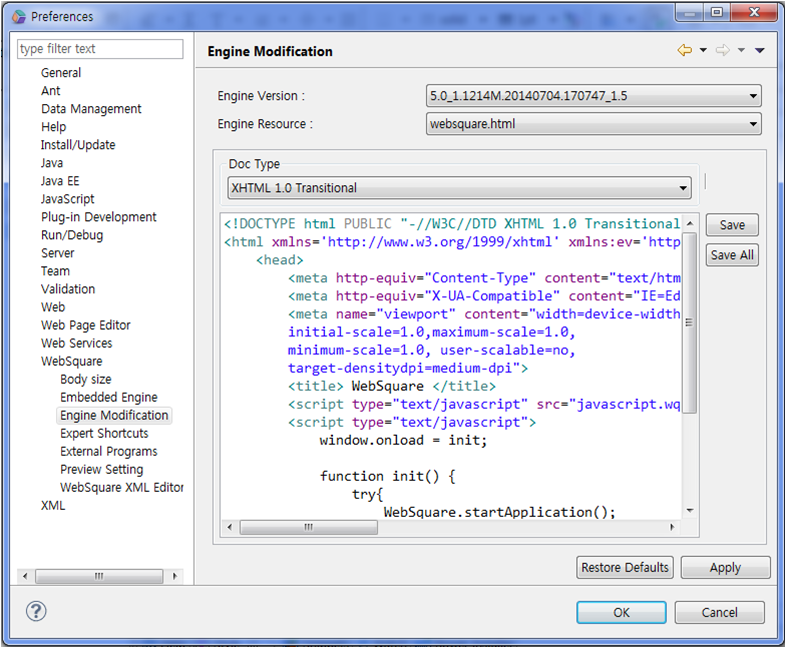 Preferences
type filter text
General
Ant
Data Management
Help
Install/Update
Java
Java EE
JavaScript
Plug-in Development
Run/Debug
Server
Team
Validation
Web
Web Page Editor
Web Services
WebSquare
Body size
Embedded Engine
Engine Modification
Expert Shortcuts
External Programs
Preview Setting
WebSquare XML Editor
XML
Engine Modification
Engine Version :
5.0_1.1214M.20140704.170747_1.5
Engine Resource :
websquare.html
Doc Type
XHTML 1.0 Transitional
<!DOCTYPE html PUBLIC "-//W3C//DTD XHTML 1.0 Transitional
<html xmlns='http://www.w3.org/1999/xhtml' xmlns:ev='http
<head>
<meta http-equiv="Content-Type" content="text/htm
<meta http-equiv="X-UA-Compatible" content="IE=Ed
<meta name="viewport" content="width=device-width
initial-scale=1.0,maximum-scale=1.0,
minimum-scale=1.0, user-scalable=no,
target-densitydpi=medium-dpi">
<title> WebSquare </title>
<script type="text/javascript" src="javascript.wq
<script type="text/javascript">
window.onload = init;
function init() {
try{
WebSquare.startApplication();
Save
Save All
Restore Defaults
Apply
?
OK
Cancel